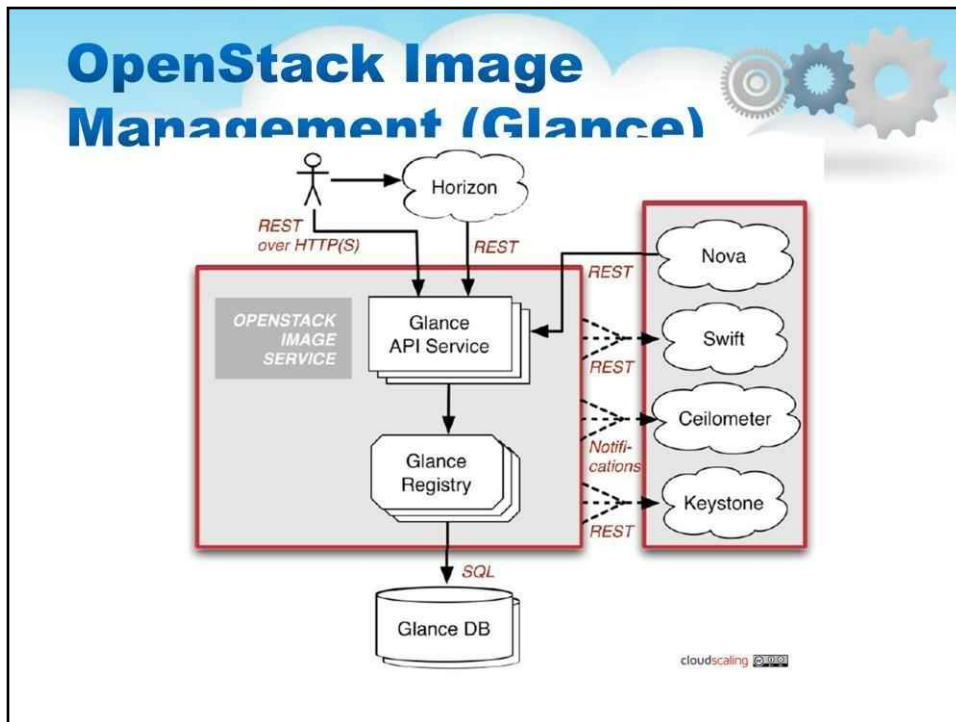 OpenStack Image
Management (Glance)
Horizon
REST
over HTTP(S)
REST
REST
Nova
OPENSTACK
IMAGE
SERVICE
Glance
API Service
Swift
REST
Ceilometer
Notifi-
cations
Glance
Registry
Keystone
REST
SQL
Glance DB
cloudscaling